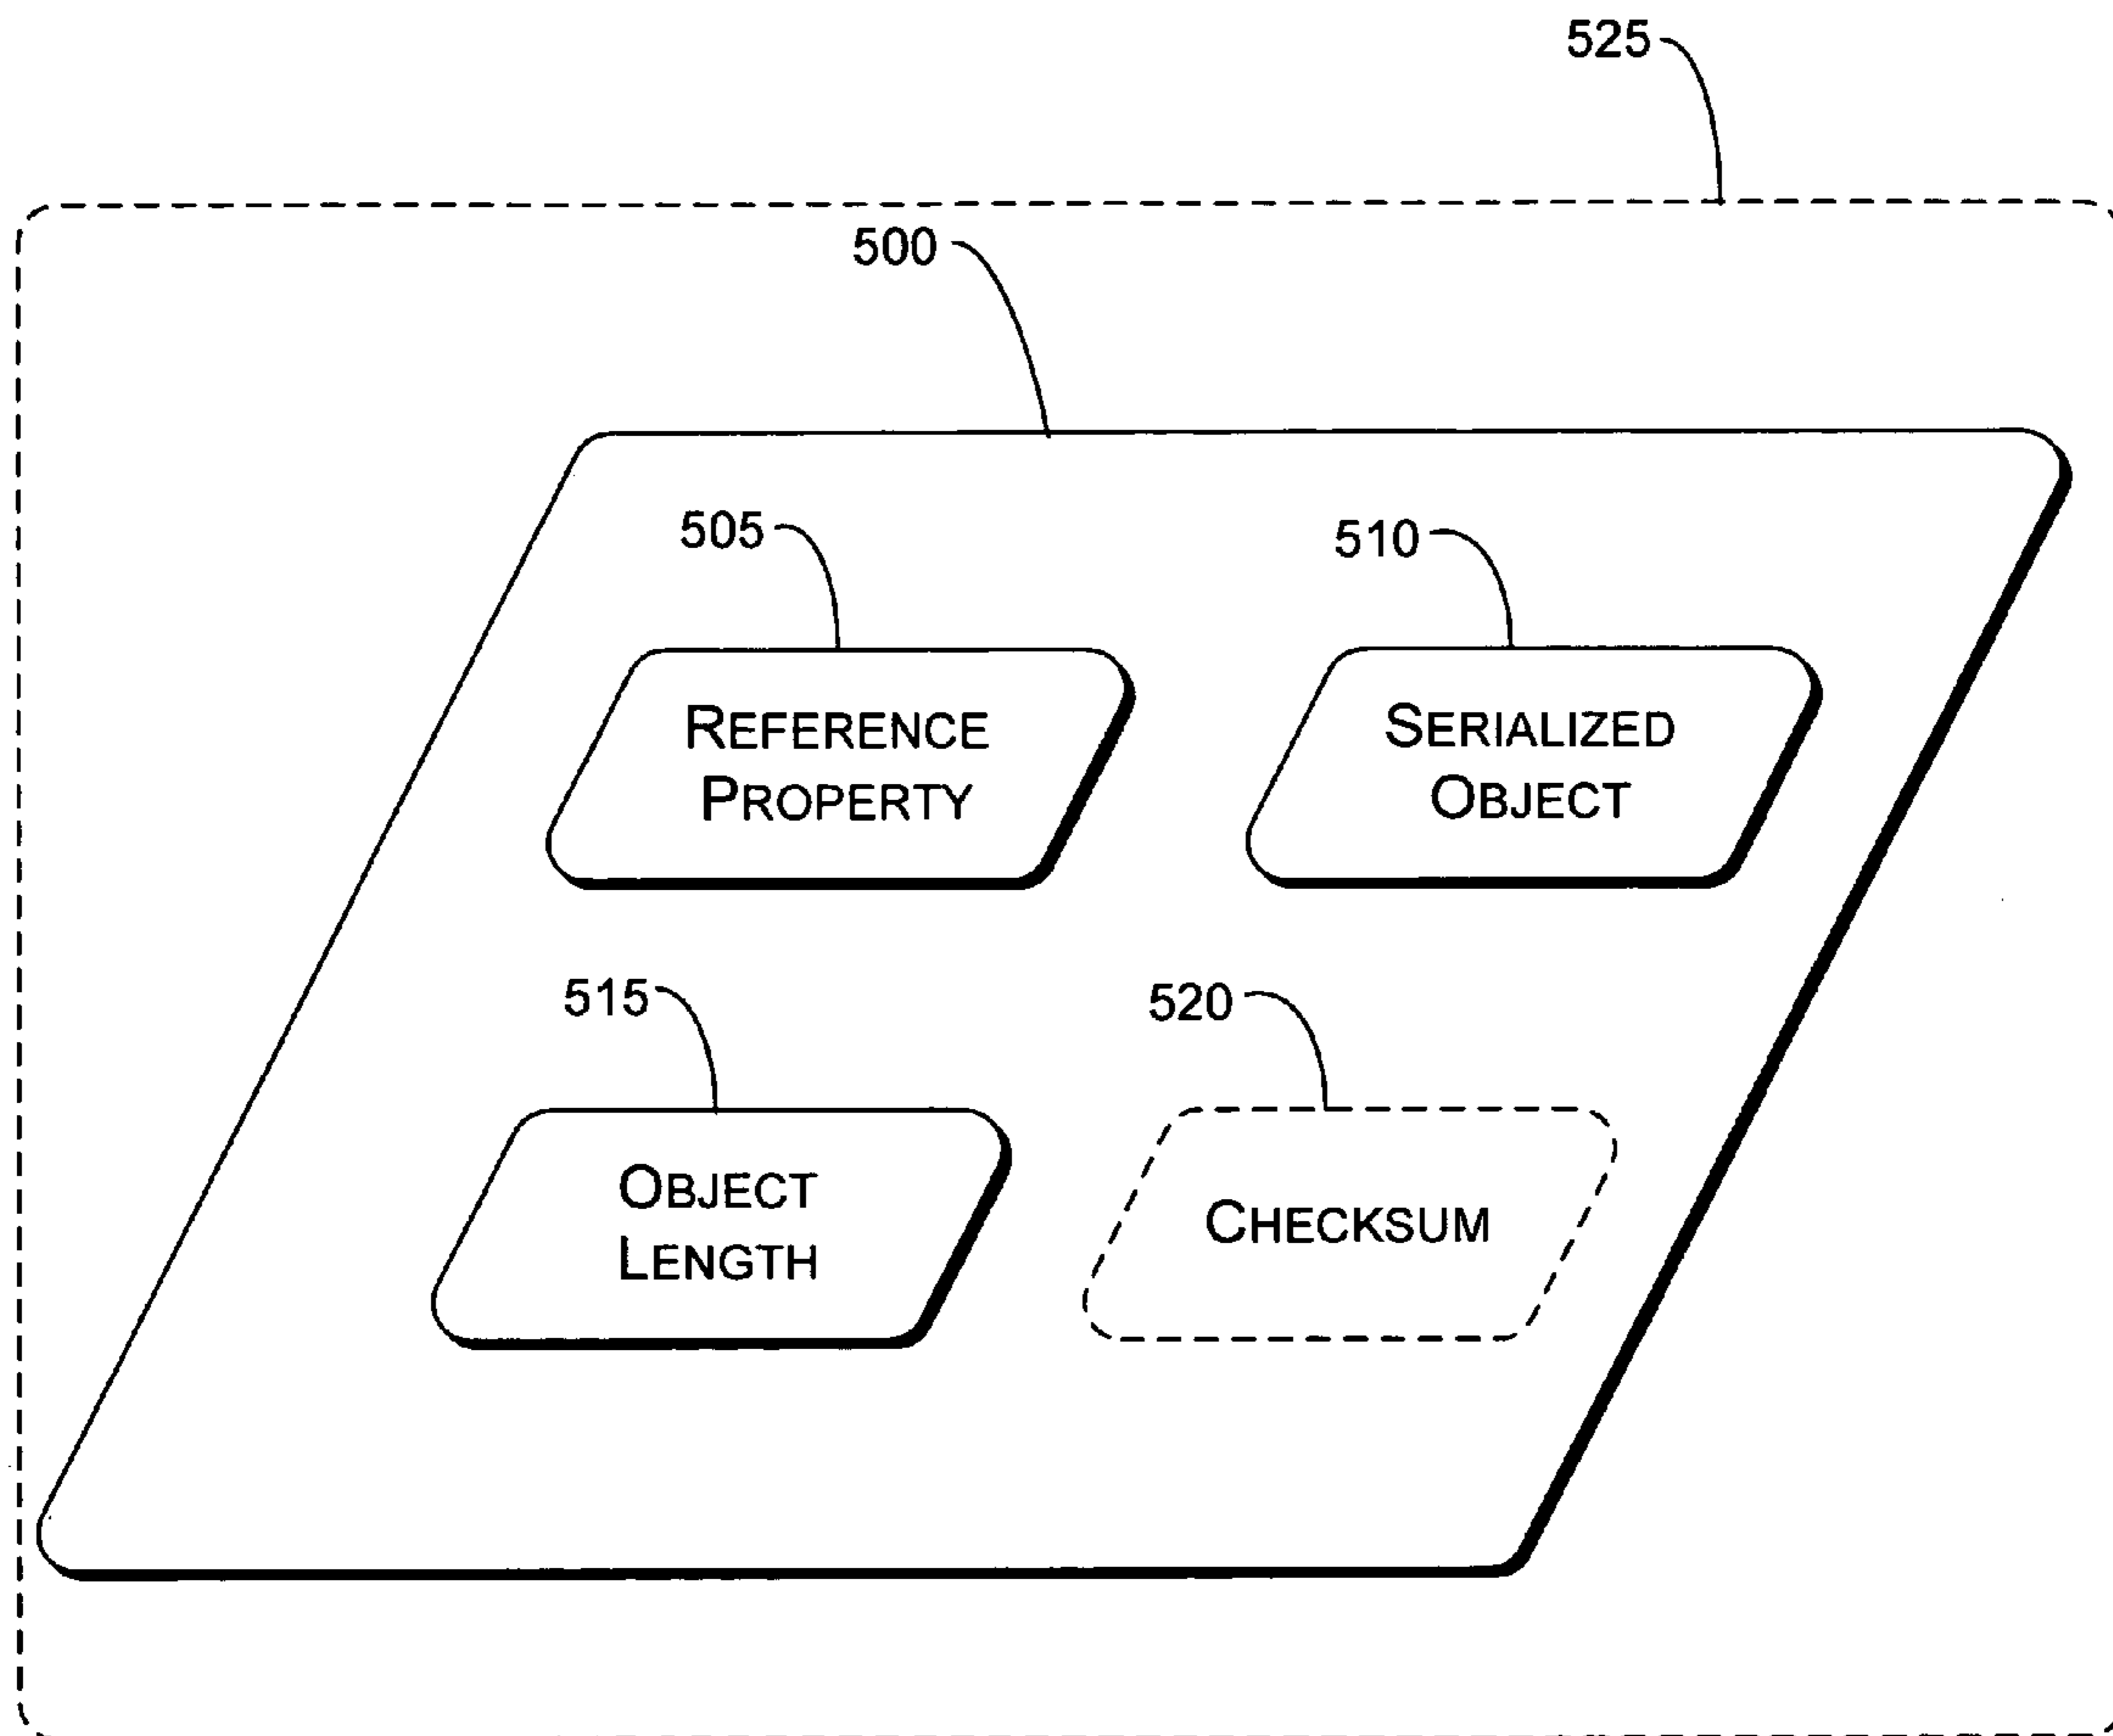 525
500
505
510
REFERENCE
PROPERTY
SERIALIZED
OBJECT
515
520
OBJECT
LENGTH
CHECKSUM